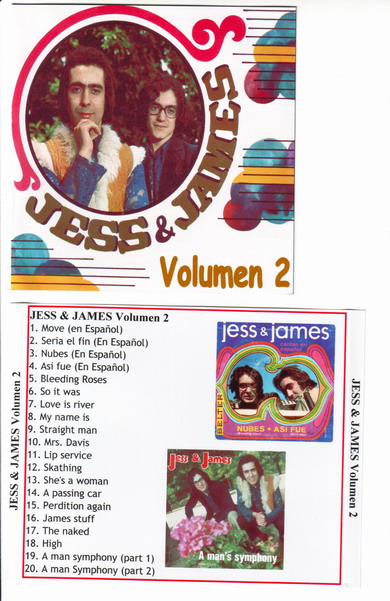 JESS & JAMES
Volumen 2
JESS & JAMES Volumen 2
JESS & JAMES Volumen 2
1. Move (en Español)
2. Seria el fin (En Español)
3. Nubes (En Español)
4. Asi fue (En Español)
5. Bleeding Roses
6. So it was
7. Love is river
8. My name is
9. Straight man
10. Mrs. Davis
11. Lip service
12. Skathing
13. She's a woman
14. A passing car
15. Perdition again
16. James stuff
17. The naked
18. High
19. A man symphony (part 1)
20. A man Symphony (part 2)
jess & james
cantan en español
BELTER
NUBES • ASI FUE
Jess & James
A man's symphony
JESS & JAMES Volumen 2